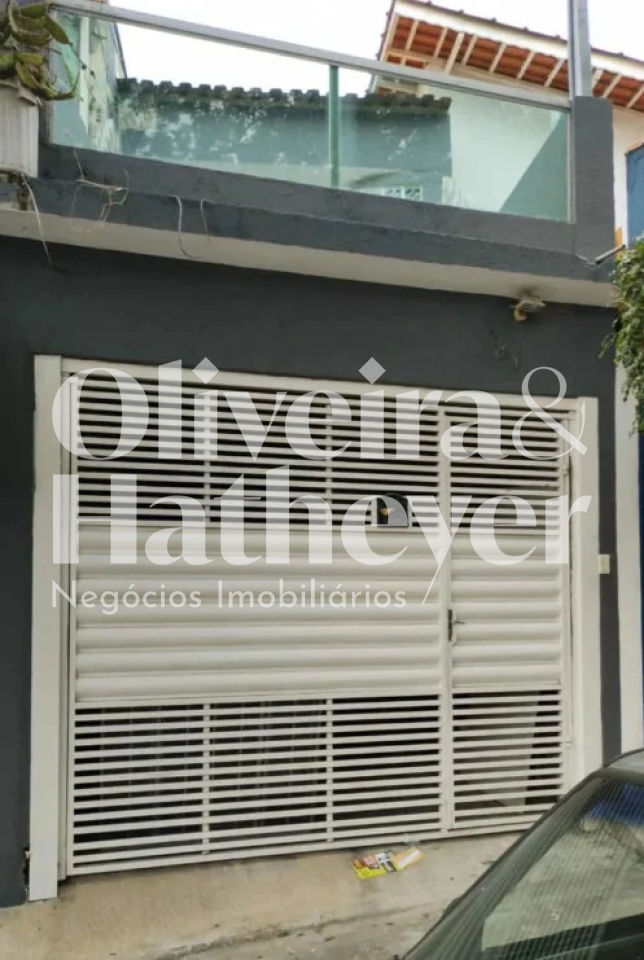 Oliveira&
Hatheyer
Negócios Imobiliários